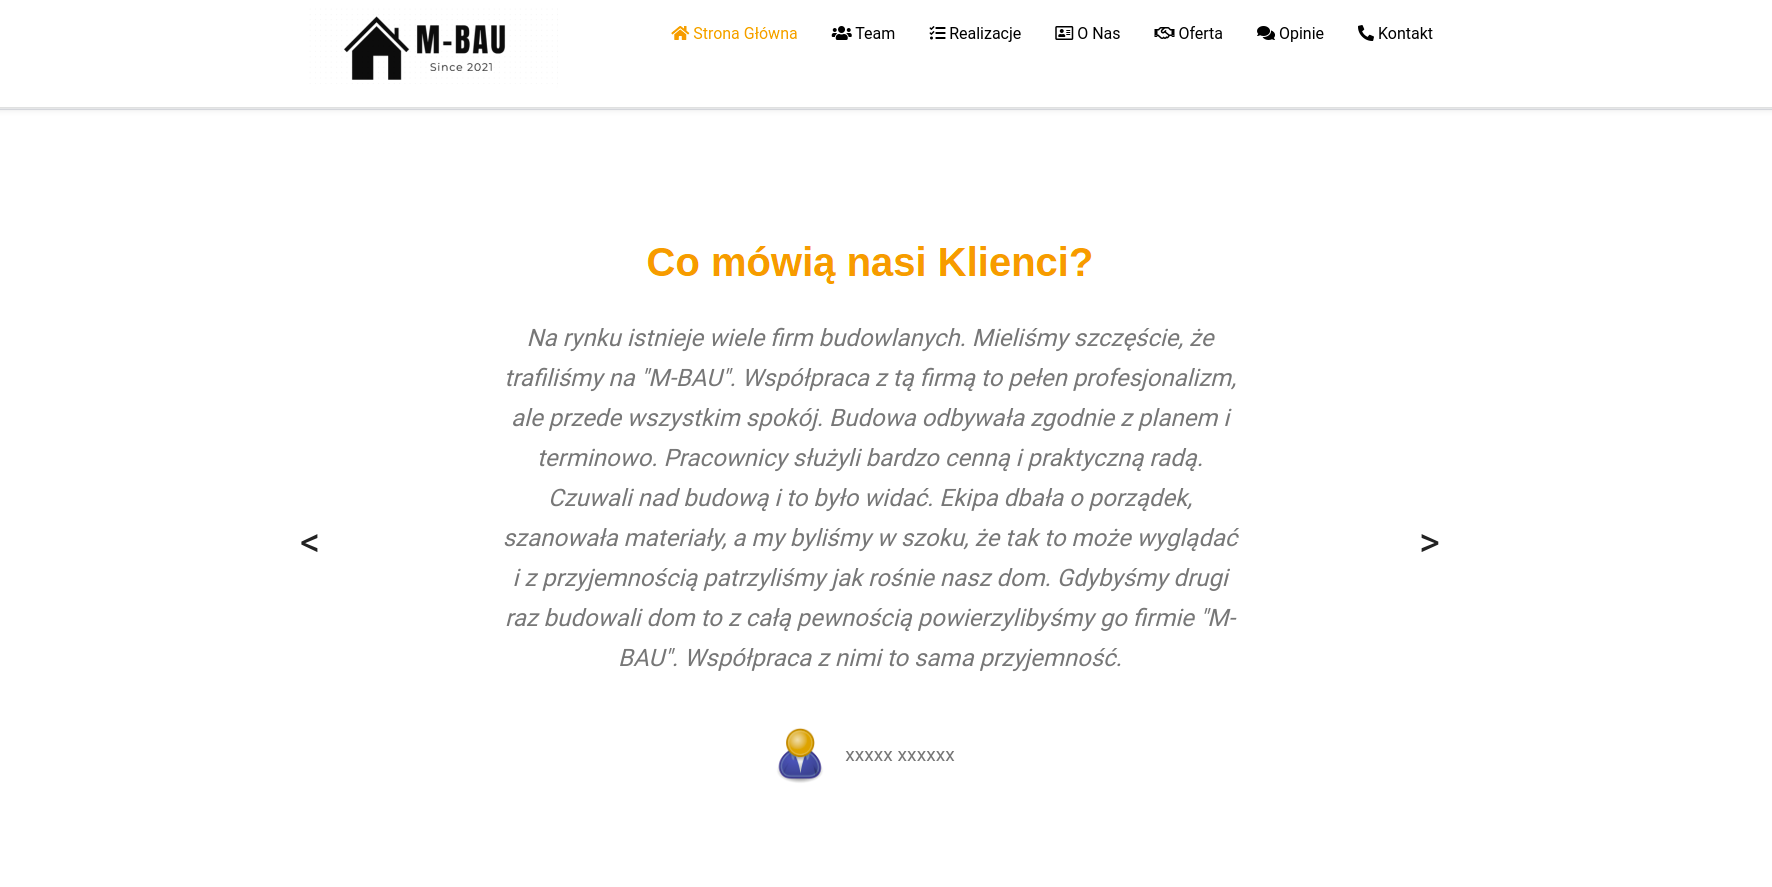 M-BAU
Since 2021
Strona Główna
Team
Realizacje
O Nas
Oferta
Opinie
Kontakt
Co mówią nasi Klienci?
Na rynku istnieje wiele firm budowlanych. Mieliśmy szczęście, że
trafiliśmy na "M-BAU". Współpraca z tą firmą to pełen profesjonalizm,
ale przede wszystkim spokój. Budowa odbywała zgodnie z planem i
terminowo. Pracownicy służyli bardzo cenną i praktyczną radą.
Czuwali nad budową i to było widać. Ekipa dbała o porządek,
szanowała materiały, a my byliśmy w szoku, że tak to może wyglądać
i z przyjemnością patrzyliśmy jak rośnie nasz dom. Gdybyśmy drugi
raz budowali dom to z całą pewnością powierzylibyśmy go firmie "M-
BAU". Współpraca z nimi to sama przyjemność.
<
>
xxxxx xxxxxx